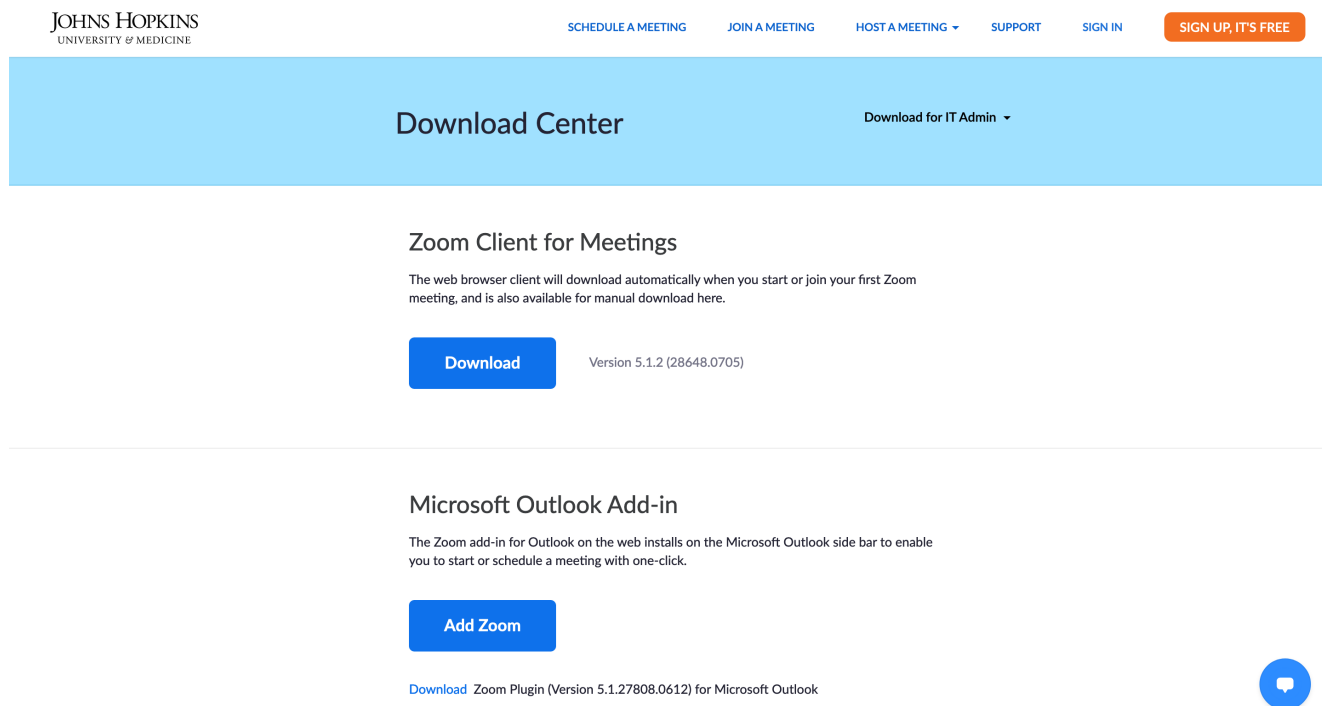 JOHNS HOPKINS
UNIVERSITY & MEDICINE
SCHEDULE A MEETING
JOIN A MEETING
HOST A MEETING
SUPPORT
SIGN IN
SIGN UP, IT'S FREE
Download Center
Download for IT Admin
Zoom Client for Meetings
The web browser client will download automatically when you start or join your first Zoom
meeting, and is also available for manual download here.
Download
Version 5.1.2 (28648.0705)
Microsoft Outlook Add-in
The Zoom add-in for Outlook on the web installs on the Microsoft Outlook side bar to enable
you to start or schedule a meeting with one-click.
Add Zoom
Download Zoom Plugin (Version 5.1.27808.0612) for Microsoft Outlook